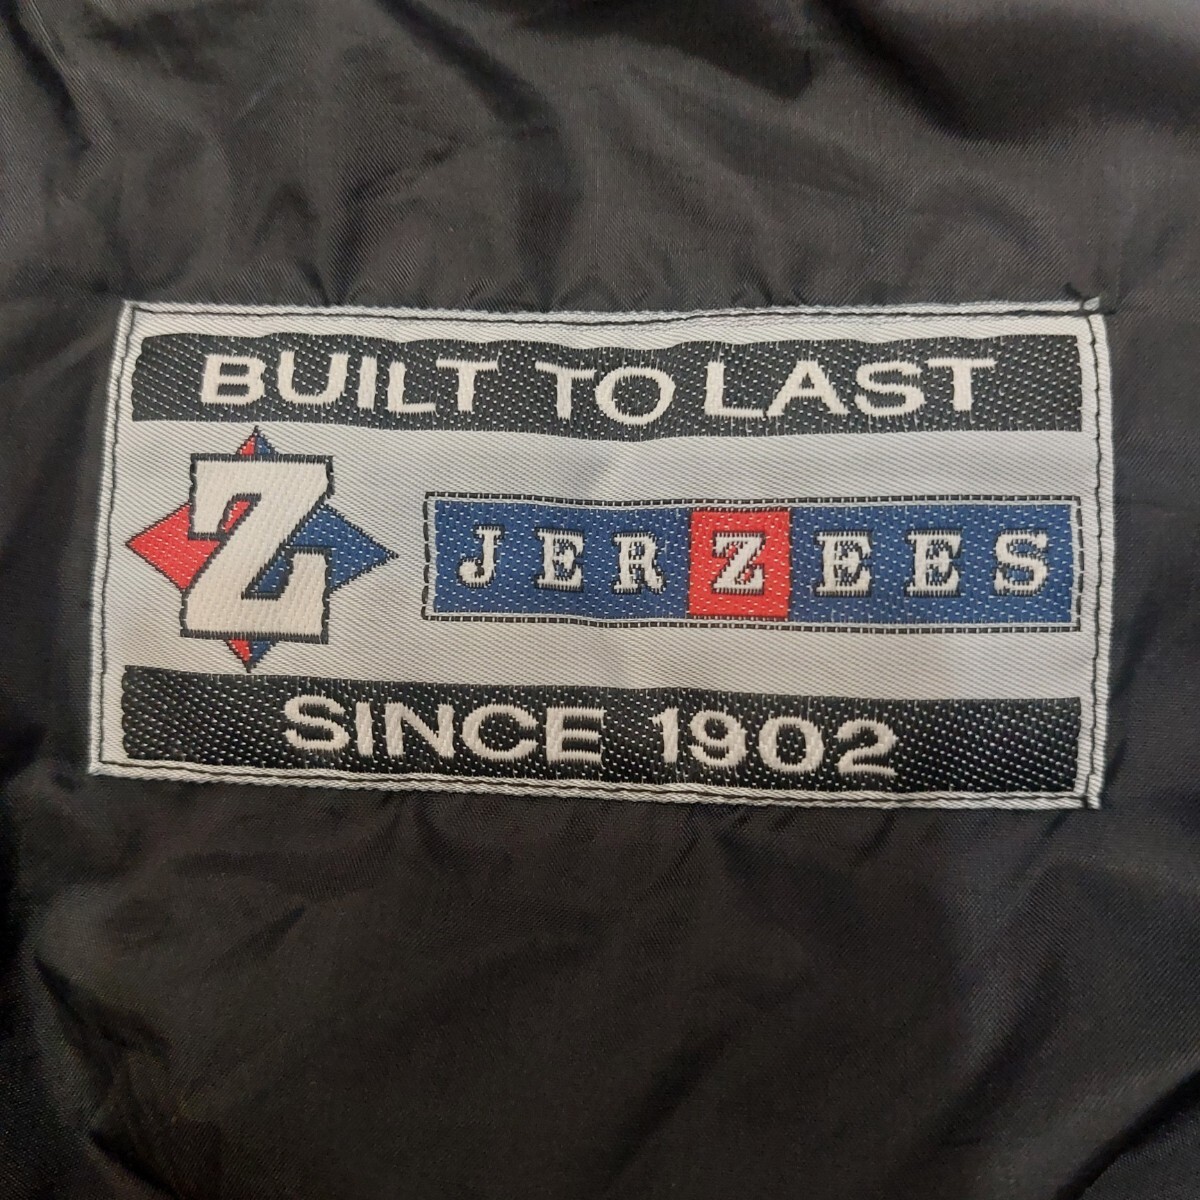 BUILT TO LAST
Z
JERZEES
SINCE 1902